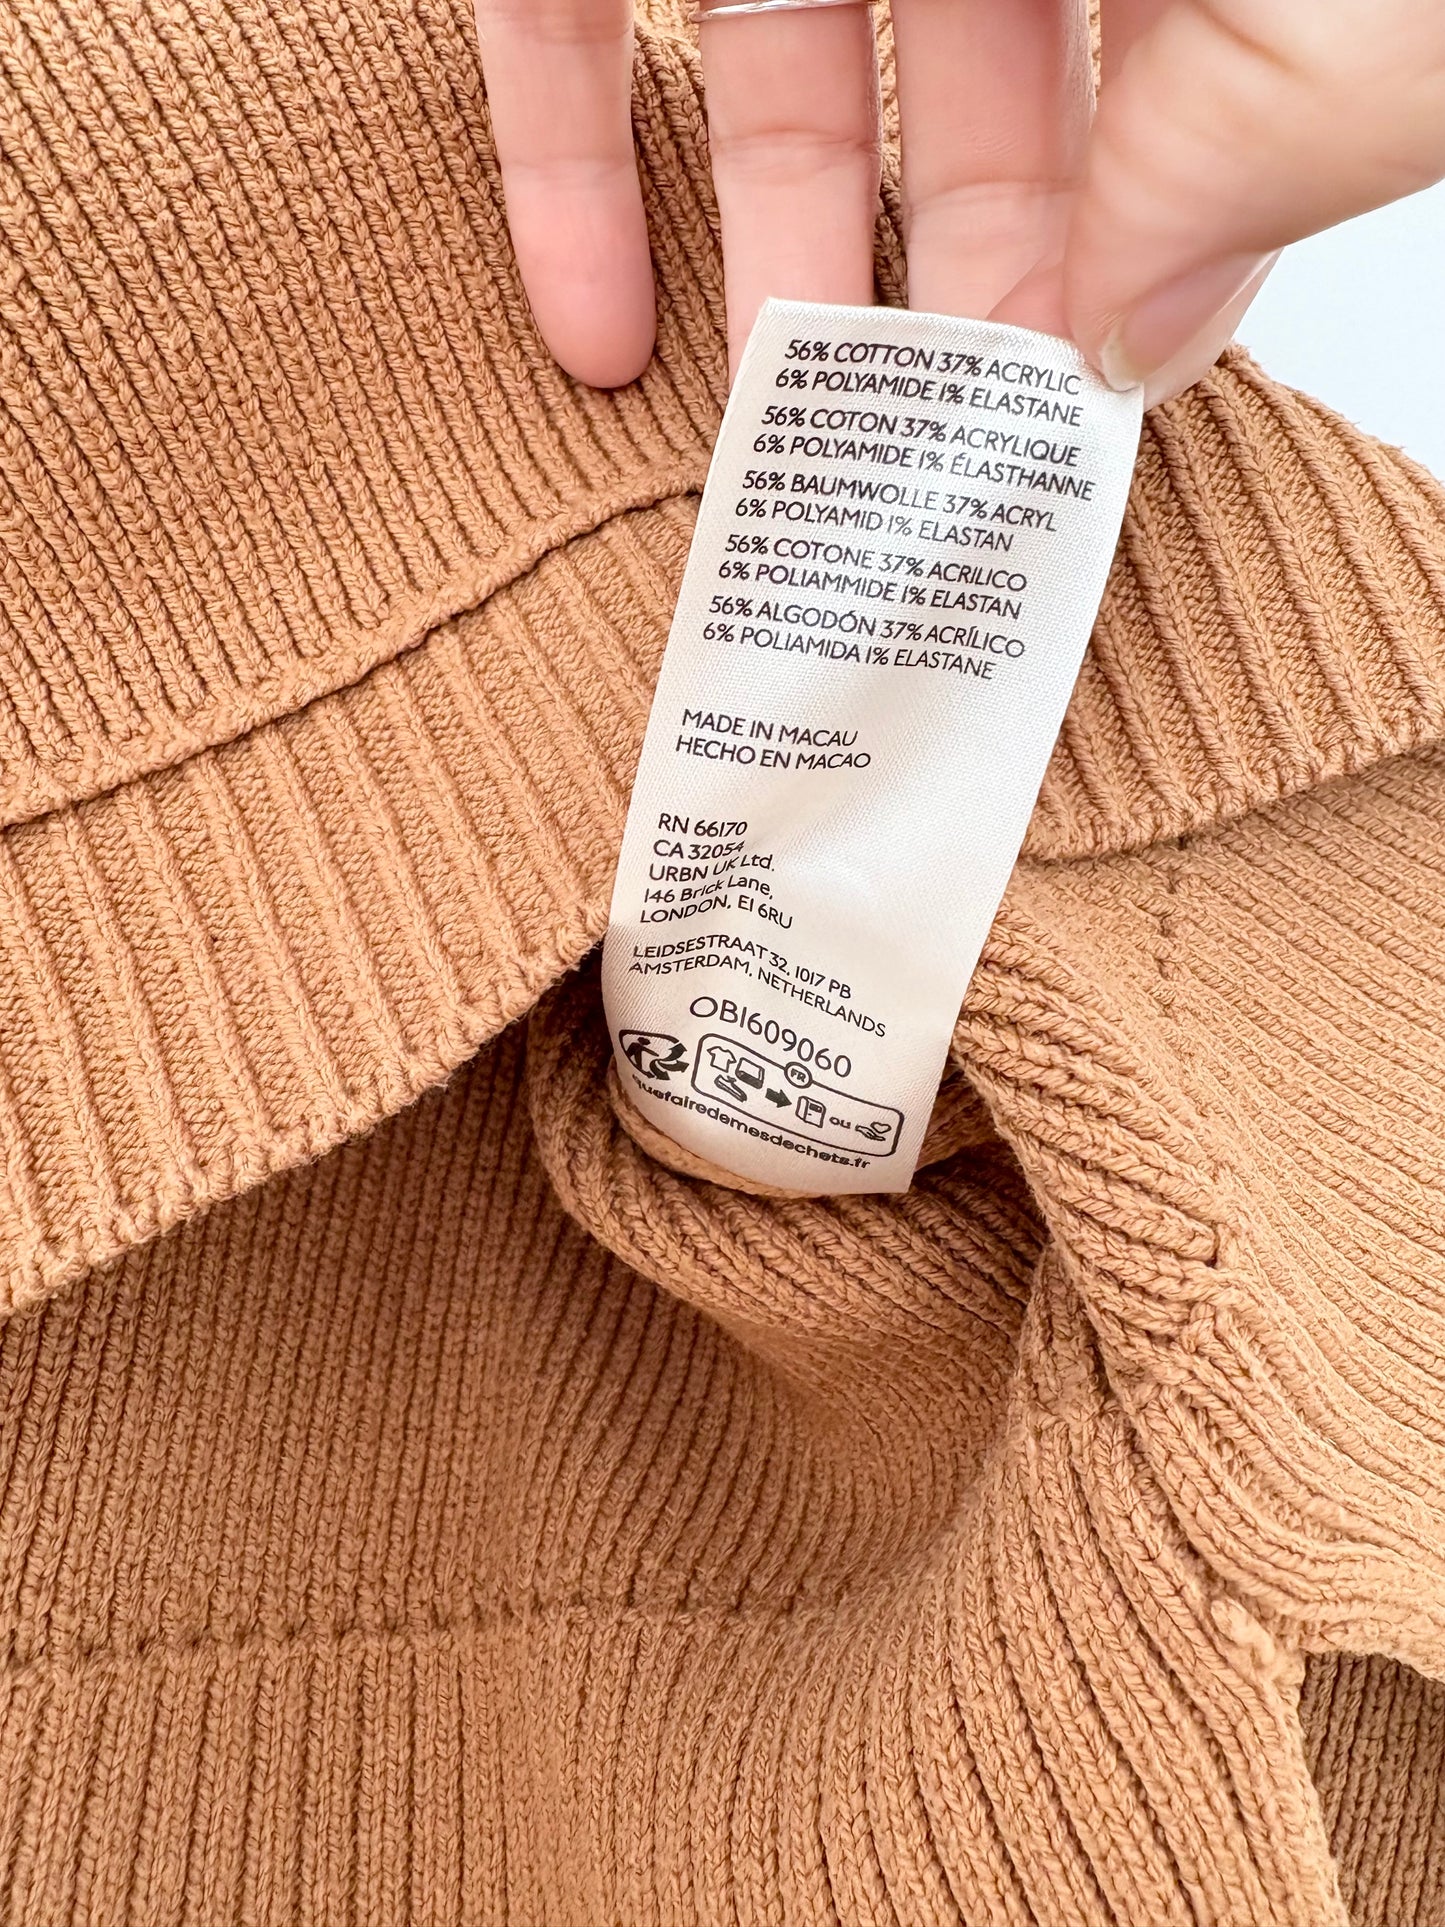 56% COTTON 37% ACRYLIC
6% POLYAMIDE 1% ELASTANE
56% COTON 37% ACRYLIQUE
6% POLYAMIDE 1% ÉLASTHANNE
56% BAUMWOLLE 37% ACRYL
6% POLYAMID 1% ELASTAN
56% COTONE 37% ACRILICO
6% POLIAMMIDE 1% ELASTAN
56% ALGODÓN 37% ACRÍLICO
6% POLIAMIDA 1% ELASTANE
MADE IN MACAU
HECHO EN MACAO
RN 66170
CA 32054
URBN UK Ltd.
146 Brick Lane,
LONDON, E1 6RU
LEIDSESTRAAT 32, 1017 PB
AMSTERDAM, NETHERLANDS
OB1609060
FR
ou
quefairedemesdechets.fr